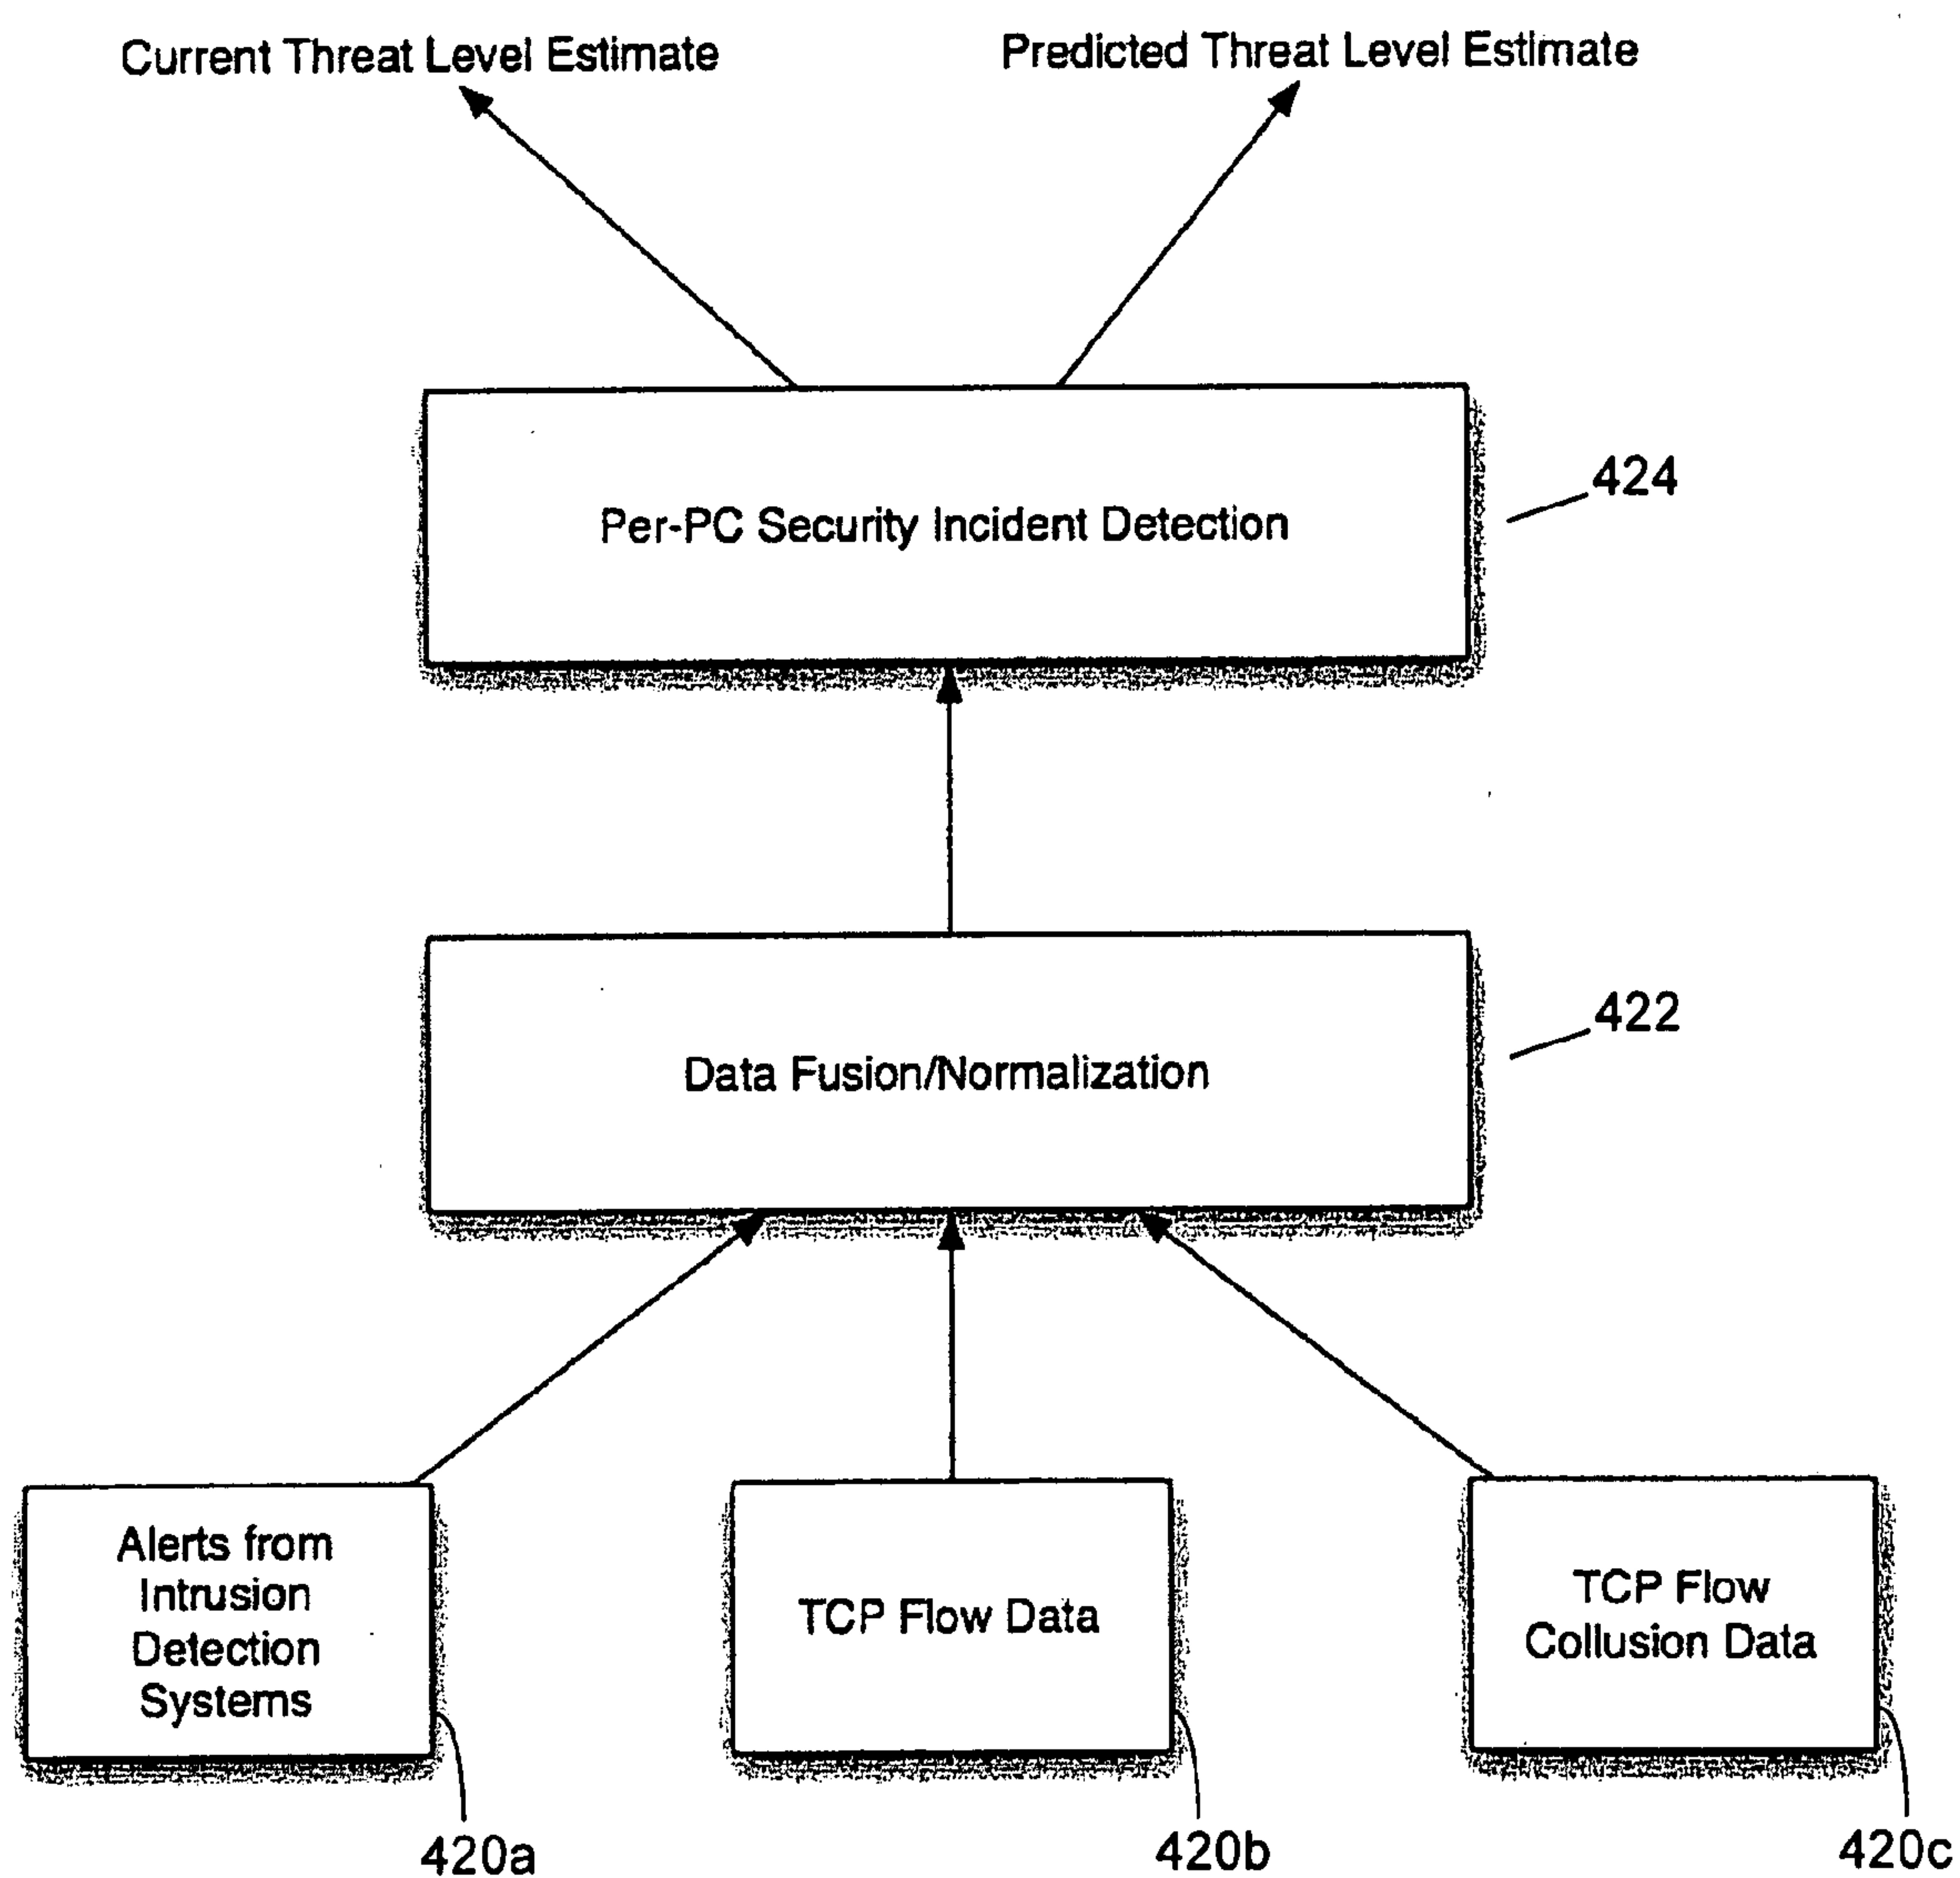 Current Threat Level Estimate
Predicted Threat Level Estimate
Per-PC Security Incident Detection
424
Data Fusion/Normalization
422
Alerts from
Intrusion
Detection
Systems
TCP Flow Data
TCP Flow
Collusion Data
420a
420b
420c